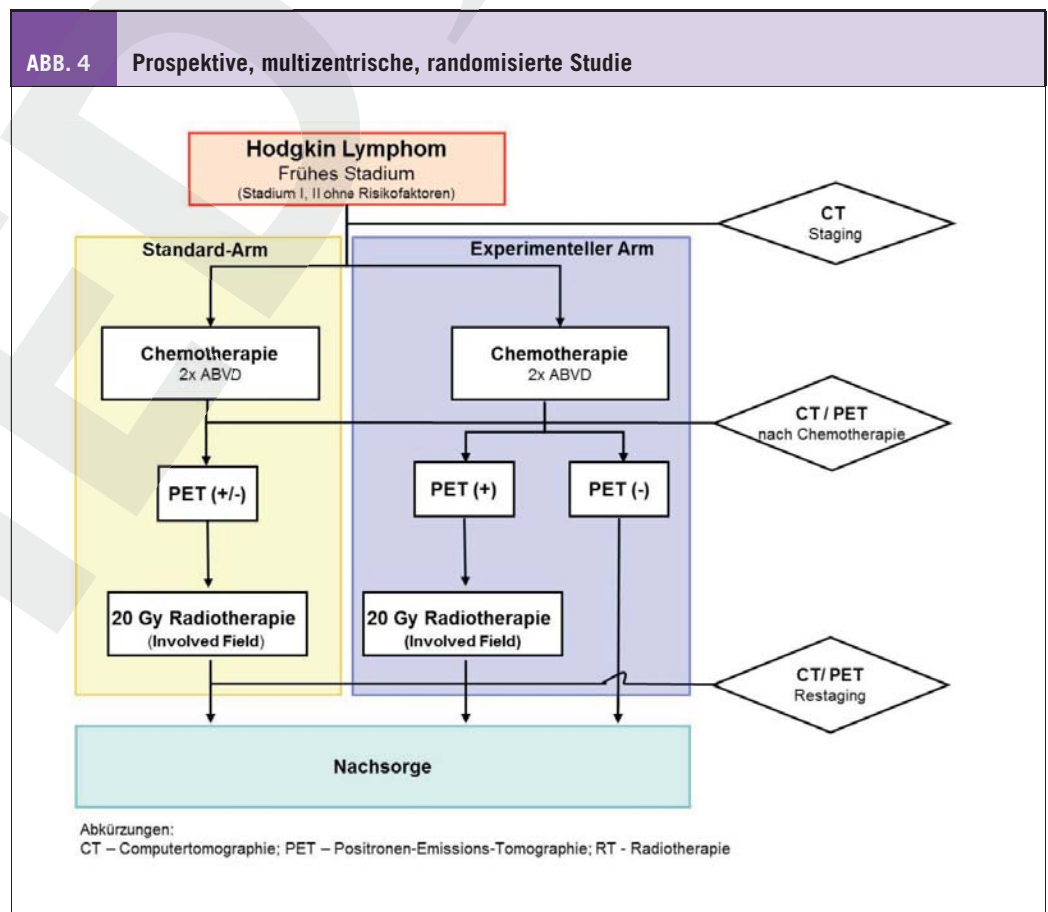 ABB. 4 Prospektive, multizentrische, randomisierte Studie
Hodgkin Lymphom
Frühes Stadium
(Stadium I, II ohne Risikofaktoren)
CT
Staging
Standard-Arm
Experimenteller Arm
Chemotherapie
2x ABVD
Chemotherapie
2x ABVD
CT/ PET
nach Chemotherapie
PET (+/-)
PET (+)
PET (-)
20 Gy Radiotherapie
(Involved Field)
20 Gy Radiotherapie
(Involved Field)
CT/ PET
Restaging
Nachsorge
Abkürzungen:
CT – Computertomographie; PET – Positronen-Emissions-Tomographie; RT - Radiotherapie